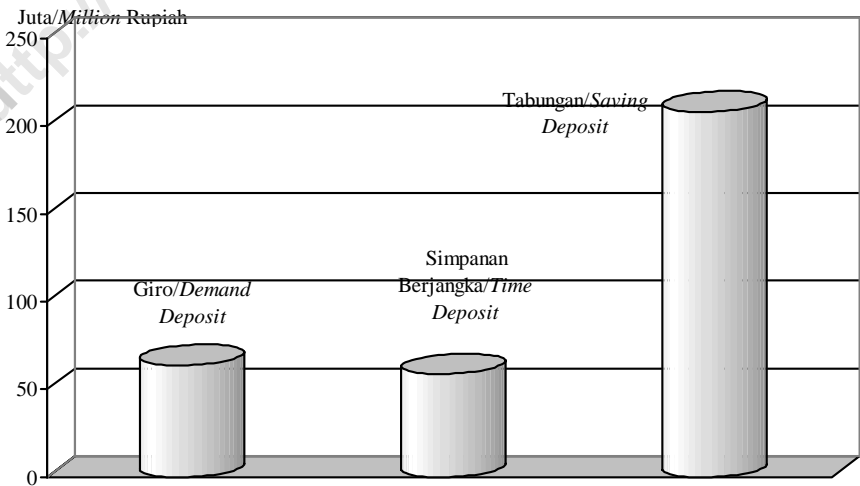 Juta/Million Rupiah
250
200
150
100
50
0
Tabungan/Saving
Deposit
Simpanan
Berjangka/Time
Deposit
Giro/Demand
Deposit
ttp://